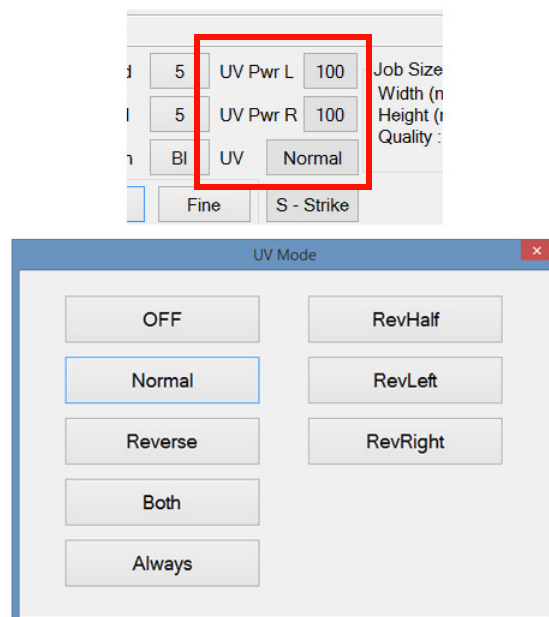 5 UV Pwr L 100 Job Size
Width (
5 UV Pwr R 100 Height (
Quality :
BI UV Normal
Fine S - Strike
UV Mode
OFF RevHalf
Normal RevLeft
Reverse RevRight
Both
Always